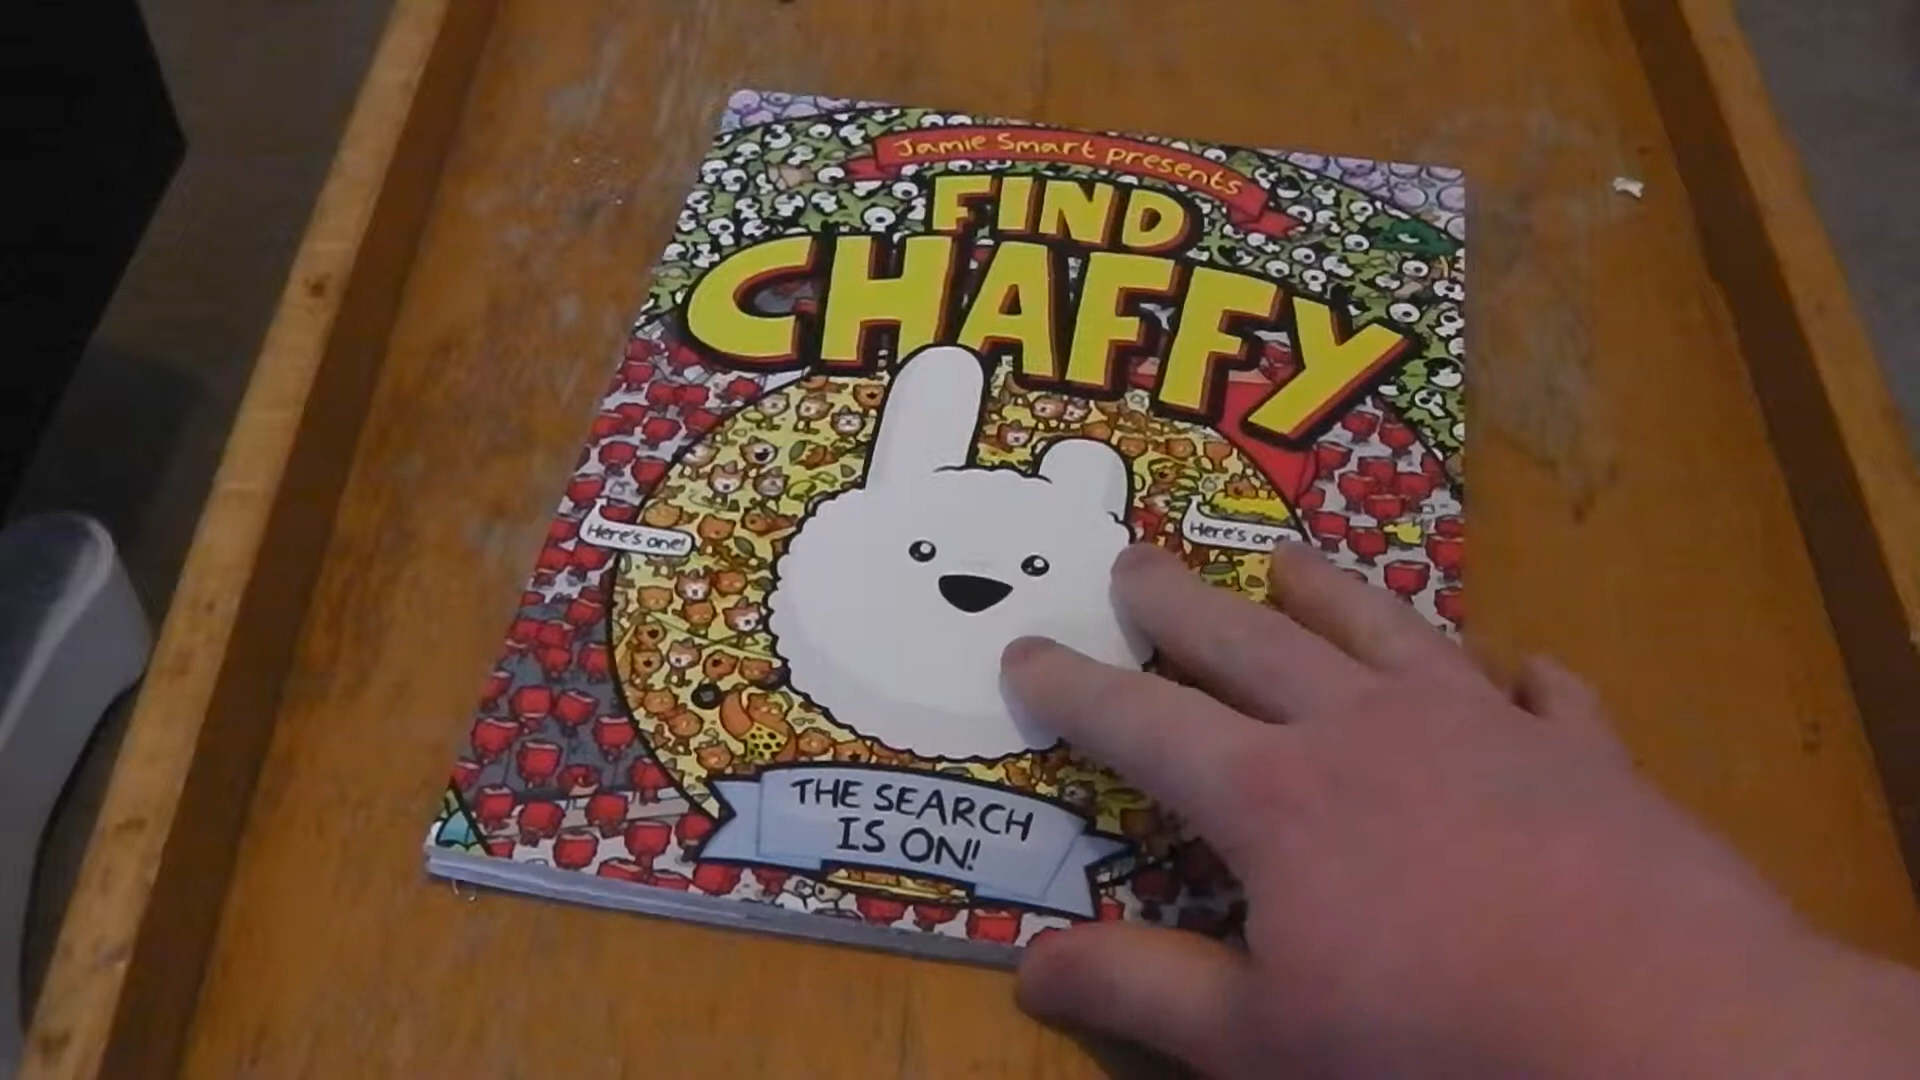 Jamie Smart presents
FIND
CHAFFY
Here's one!
Here's one!
THE SEARCH
IS ON!